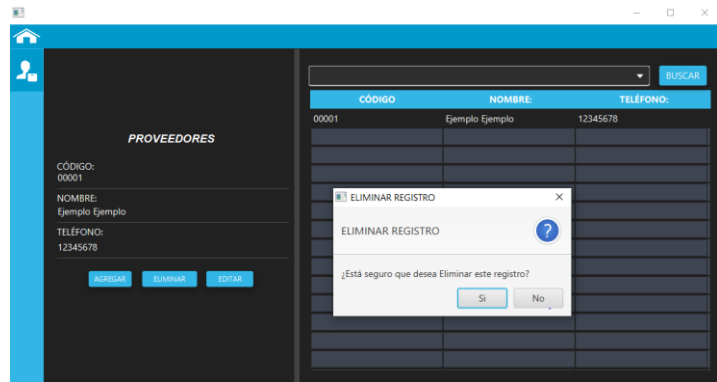 BUSCAR
CÓDIGO NOMBRE: TELÉFONO:
00001 Ejemplo Ejemplo 12345678
PROVEEDORES
CÓDIGO:
00001
NOMBRE:
Ejemplo Ejemplo
TELÉFONO:
12345678
AGREGAR ELIMINAR EDITAR
ELIMINAR REGISTRO
ELIMINAR REGISTRO
¿Está seguro que desea Eliminar este registro?
Si No